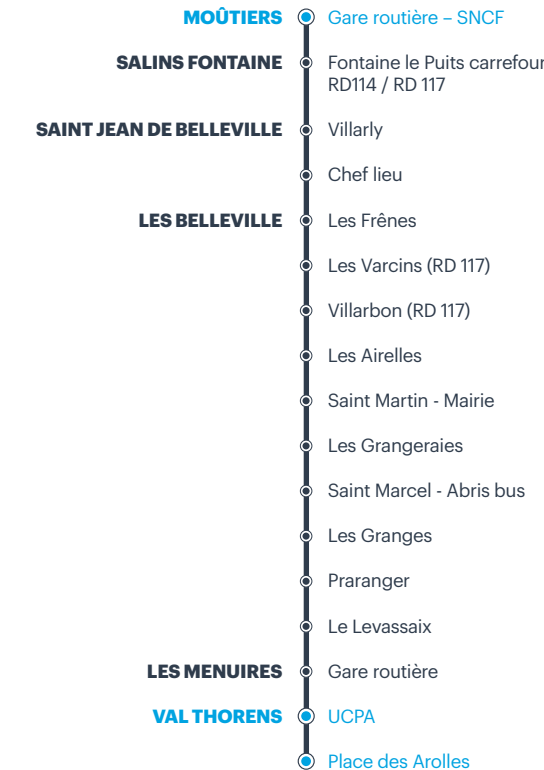 MOÛTIERS Gare routière – SNCF
SALINS FONTAINE Fontaine le Puits carrefour
RD114 / RD 117
SAINT JEAN DE BELLEVILLE Villarly
Chef lieu
LES BELLEVILLE Les Frênes
Les Varcins (RD 117)
Villarbon (RD 117)
Les Airelles
Saint Martin - Mairie
Les Grangeraies
Saint Marcel - Abris bus
Les Granges
Praranger
Le Levassaix
LES MENUIRES Gare routière
VAL THORENS UCPA
Place des Arolles